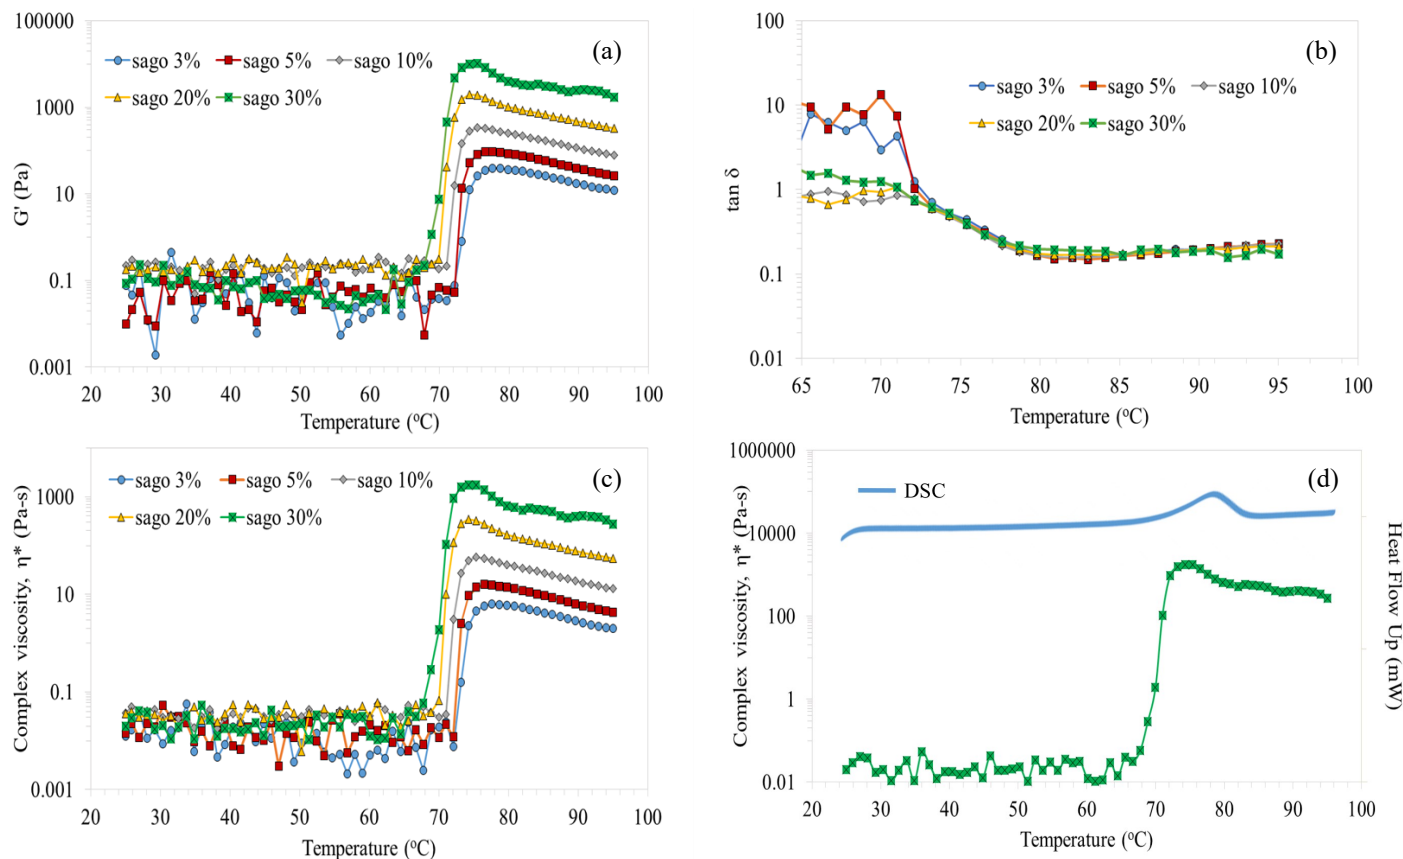 (a)
sago 3% sago 5% sago 10%
sago 20% sago 30%
100000
1000
10
0.1
0.001
G' (Pa)
20 30 40 50 60 70 80 90 100
Temperature (°C)
(b)
sago 3% sago 5% sago 10%
sago 20% sago 30%
100
10
1
0.1
0.01
tan δ
65 70 75 80 85 90 95 100
Temperature (°C)
(c)
sago 3% sago 5% sago 10%
sago 20% sago 30%
1000
10
0.1
0.001
Complex viscosity, η* (Pa-s)
20 30 40 50 60 70 80 90 100
Temperature (°C)
(d)
DSC
1000000
10000
100
1
0.01
Complex viscosity, η* (Pa-s)
Heat Flow Up (mW)
20 30 40 50 60 70 80 90 100
Temperature (°C)